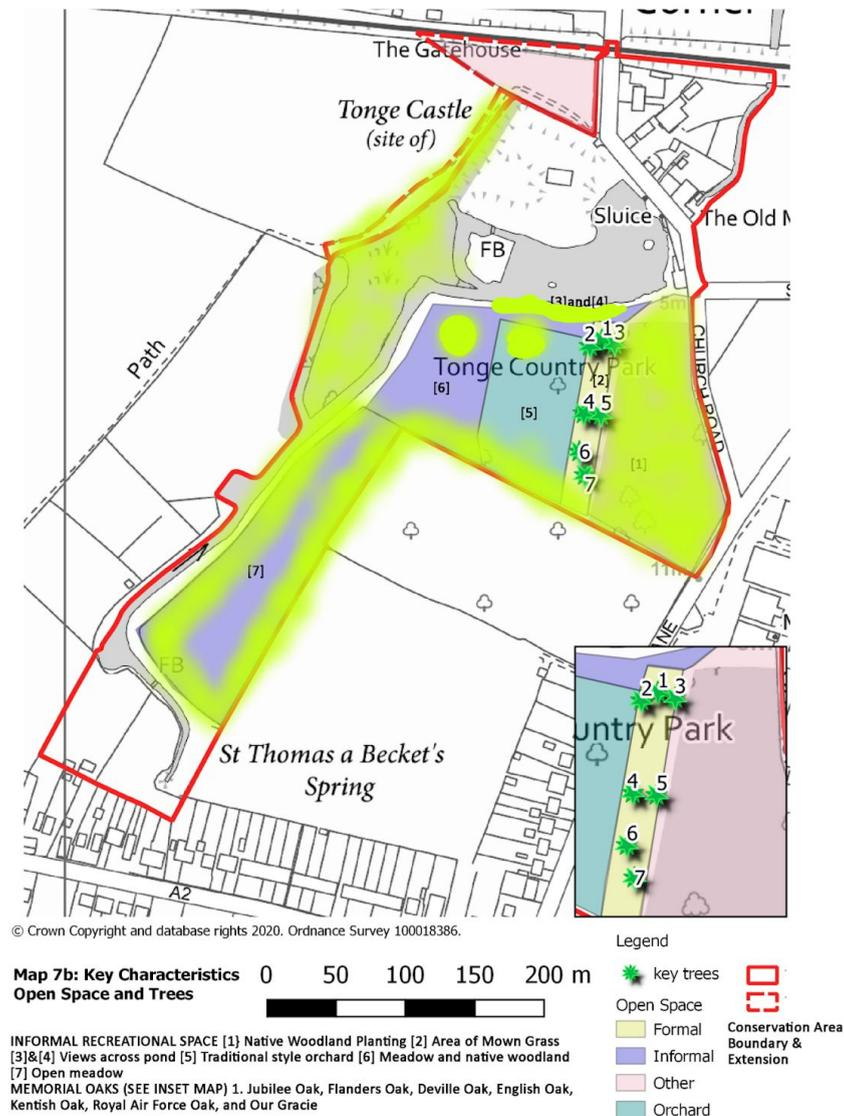 Corner
The Gatehouse
Tonge Castle
(site of)
Sluice
The Old M
FB
[3]and[4]
5m
2 1 3
Tonge Country Park
CHURCH ROAD
Path
[2]
[6]
[5]
4 5
6
[1]
7
11m
[7]
FB
St Thomas a Becket's
Spring
A2
2 1 3
untry Park
4 5
6
7
© Crown Copyright and database rights 2020. Ordnance Survey 100018386.
Map 7b: Key Characteristics
Open Space and Trees
0 50 100 150 200 m
INFORMAL RECREATIONAL SPACE [1} Native Woodland Planting [2] Area of Mown Grass
[3]&[4] Views across pond [5] Traditional style orchard [6] Meadow and native woodland
[7] Open meadow
MEMORIAL OAKS (SEE INSET MAP) 1. Jubilee Oak, Flanders Oak, Deville Oak, English Oak,
Kentish Oak, Royal Air Force Oak, and Our Gracie
Legend
key trees
Open Space
Formal
Informal
Other
Orchard
Conservation Area
Boundary &
Extension